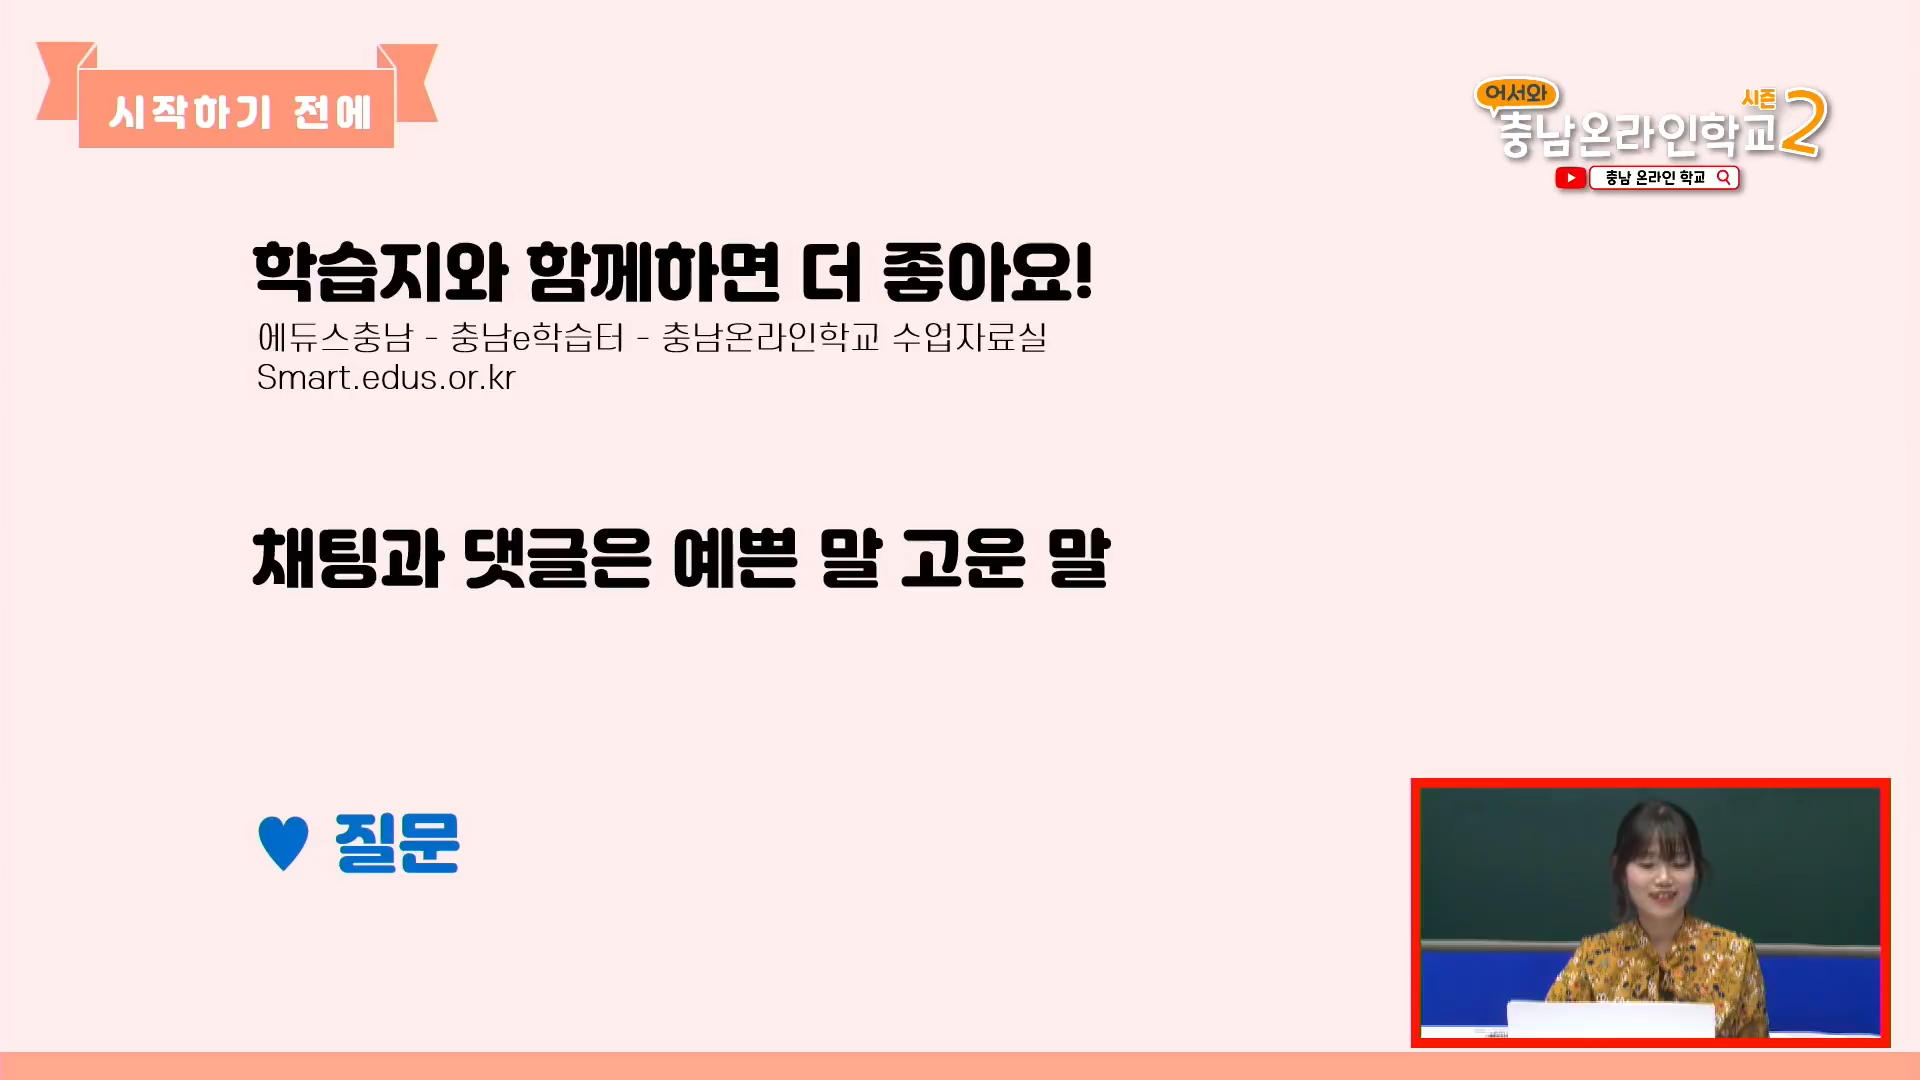 시작하기 전에
어서와
시즌
충남온라인학교2
충남 온라인 학교
학습지와 함께하면 더 좋아요!
에듀스충남 - 충남e학습터 - 충남온라인학교 수업자료실
Smart.edus.or.kr
채팅과 댓글은 예쁜 말 고운 말
♥ 질문